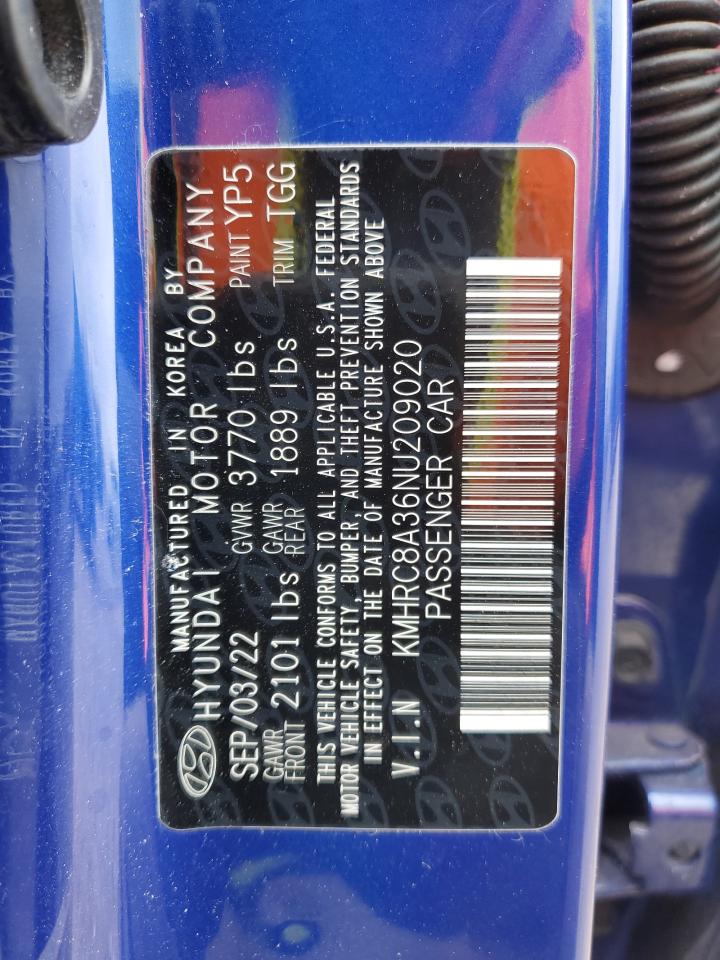 MANUFACTURED IN KOREA BY
HYUNDAI MOTOR COMPANY
SEP/03/22 GVWR 3770 lbs PAINT YP5
GAWR FRONT 2101 lbs GAWR REAR 1889 lbs TRIM TGG
THIS VEHICLE CONFORMS TO ALL APPLICABLE U.S.A. FEDERAL
MOTOR VEHICLE SAFETY, BUMPER, AND THEFT PREVENTION STANDARDS
IN EFFECT ON THE DATE OF MANUFACTURE SHOWN ABOVE
V.I.N KMHRC8A36NU209020
PASSENGER CAR